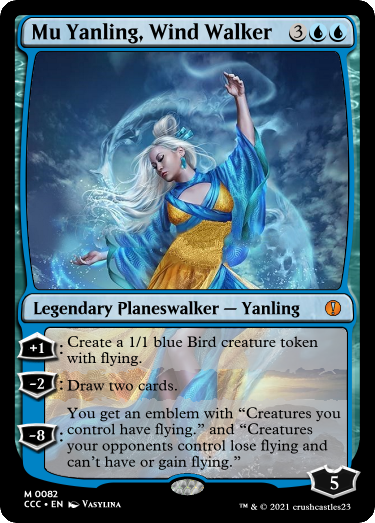 Mu Yanling, Wind Walker 3
Legendary Planeswalker — Yanling
+1: Create a 1/1 blue Bird creature token
with flying.
-2: Draw two cards.
You get an emblem with “Creatures you
control have flying.” and “Creatures
-8: your opponents control lose flying and
can’t have or gain flying.”
5
M 0082
CCC • EN Vasylina
™ & © 2021 crushcastles23